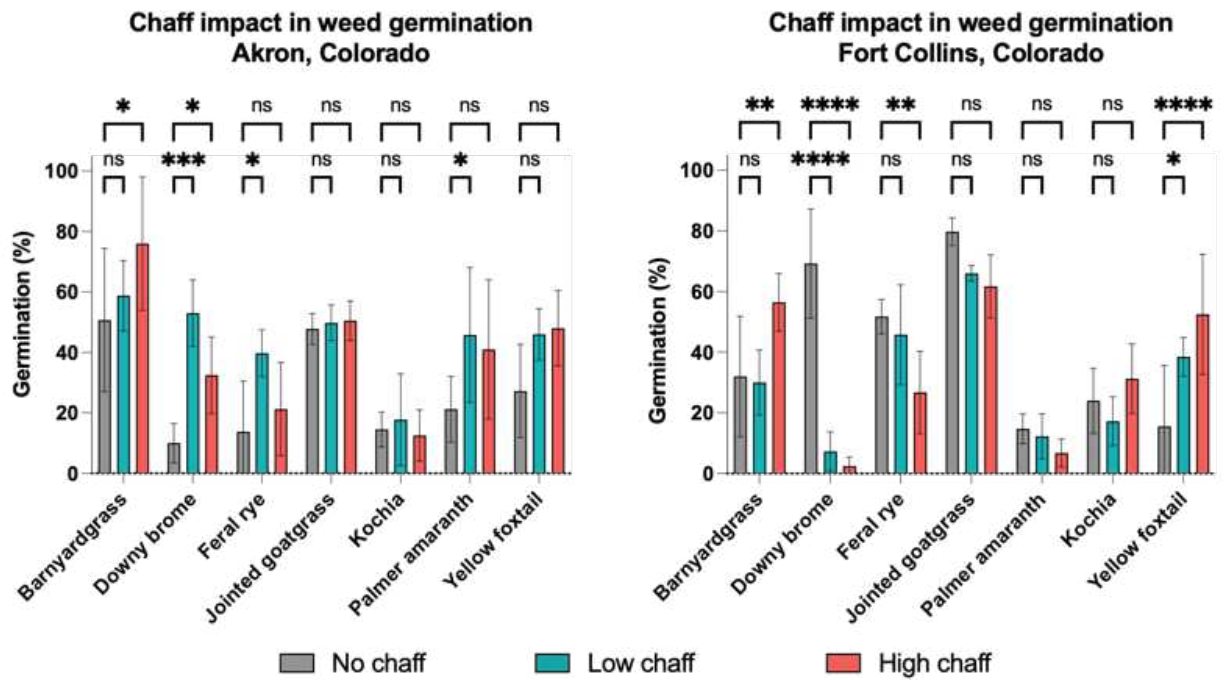 Chaff impact in weed germination
Akron, Colorado
* * ns ns ns ns ns
ns *** * ns ns * ns
Germination (%)
100
80
60
40
20
0
Barnyardgrass
Downy brome
Feral rye
Jointed goatgrass
Kochia
Palmer amaranth
Yellow foxtail
Chaff impact in weed germination
Fort Collins, Colorado
** **** ** ns ns ns ****
ns **** ns ns ns ns *
Germination (%)
100
80
60
40
20
0
Barnyardgrass
Downy brome
Feral rye
Jointed goatgrass
Palmer amaranth
Kochia
Yellow foxtail
No chaff Low chaff High chaff